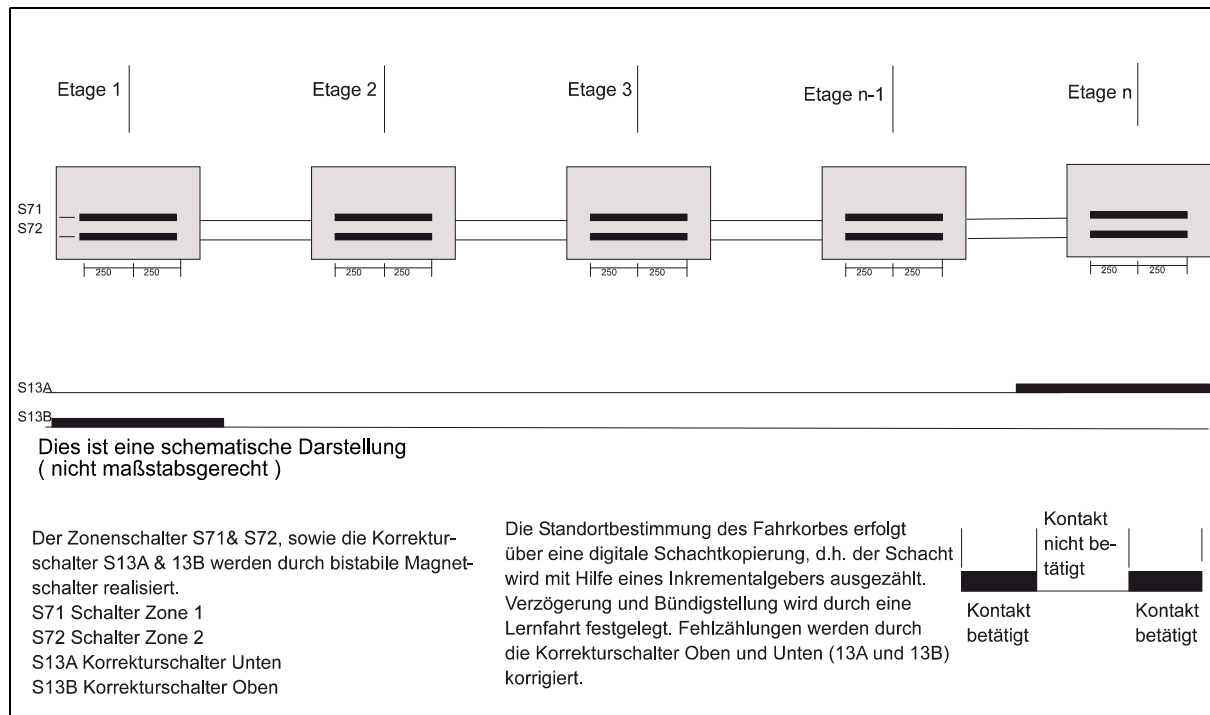 Etage 1
Etage 2
Etage 3
Etage n-1
Etage n
S71
S72
250 250
250 250
250 250
250 250
250 250
S13A
S13B
Dies ist eine schematische Darstellung
( nicht maßstabsgerecht )
Der Zonenschalter S71& S72, sowie die Korrektur-
schalter S13A & 13B werden durch bistabile Magnet-
schalter realisiert.
S71 Schalter Zone 1
S72 Schalter Zone 2
S13A Korrekturschalter Unten
S13B Korrekturschalter Oben
Die Standortbestimmung des Fahrkorbes erfolgt
über eine digitale Schachtkopierung, d.h. der Schacht
wird mit Hilfe eines Inkrementalgebers ausgezählt.
Verzögerung und Bündigstellung wird durch eine
Lernfahrt festgelegt. Fehlzählungen werden durch
die Korrekturschalter Oben und Unten (13A und 13B)
korrigiert.
Kontakt
nicht be-
tätigt
Kontakt
betätigt
Kontakt
betätigt